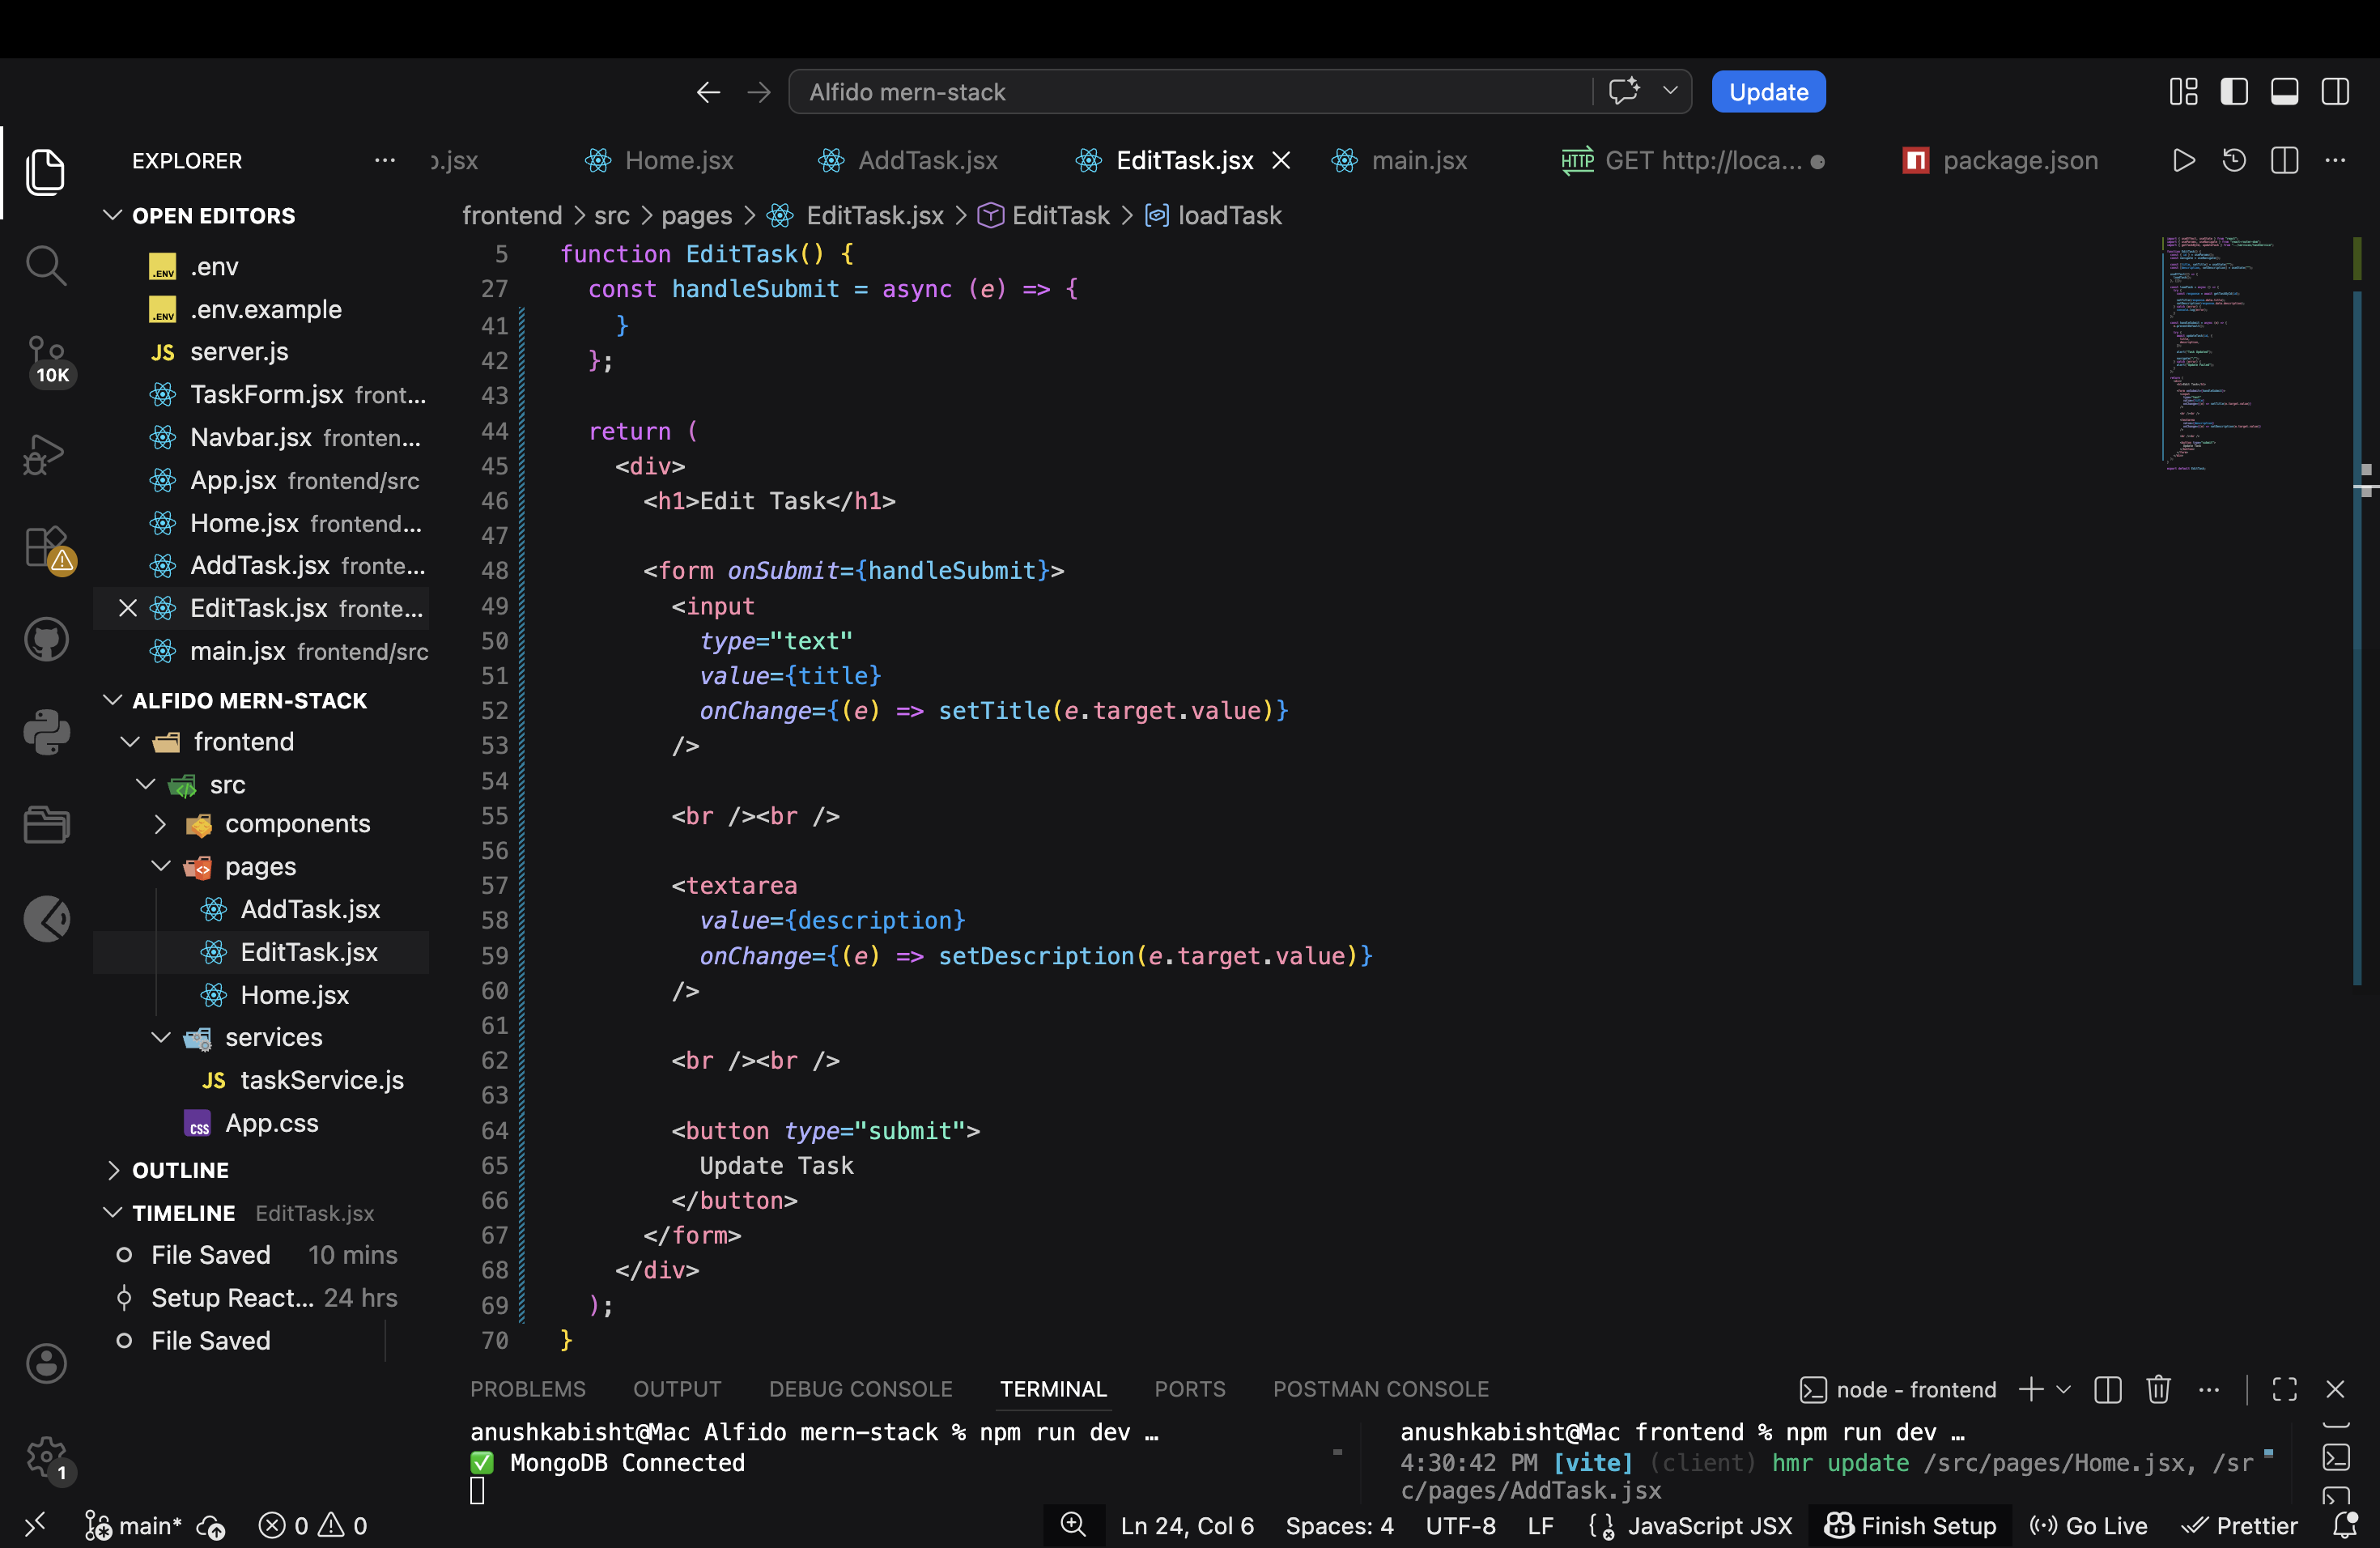 Alfido mern-stack
Update
EXPLORER
.jsx
Home.jsx
AddTask.jsx
EditTask.jsx
main.jsx
HTTP GET http://loca...
package.json
OPEN EDITORS
.env
.env.example
JS server.js
TaskForm.jsx front...
Navbar.jsx fronten...
App.jsx frontend/src
Home.jsx frontend...
AddTask.jsx fronte...
EditTask.jsx fronte...
main.jsx frontend/src
10K
ALFIDO MERN-STACK
frontend
src
components
pages
AddTask.jsx
EditTask.jsx
Home.jsx
services
JS taskService.js
css App.css
OUTLINE
TIMELINE EditTask.jsx
File Saved 10 mins
Setup React... 24 hrs
File Saved
1
frontend > src > pages > EditTask.jsx > EditTask > loadTask
5 function EditTask() {
27 const handleSubmit = async (e) => {
41 }
42 };
43
44 return (
45 <div>
46 <h1>Edit Task</h1>
47
48 <form onSubmit={handleSubmit}>
49 <input
50 type="text"
51 value={title}
52 onChange={(e) => setTitle(e.target.value)}
53 />
54
55 <br /><br />
56
57 <textarea
58 value={description}
59 onChange={(e) => setDescription(e.target.value)}
60 />
61
62 <br /><br />
63
64 <button type="submit">
65 Update Task
66 </button>
67 </form>
68 </div>
69 );
70 }
PROBLEMS OUTPUT DEBUG CONSOLE TERMINAL PORTS POSTMAN CONSOLE
node - frontend
anushkabisht@Mac Alfido mern-stack % npm run dev …
✅ MongoDB Connected
anushkabisht@Mac frontend % npm run dev …
4:30:42 PM [vite] (client) hmr update /src/pages/Home.jsx, /sr
c/pages/AddTask.jsx
main* 0 0 Ln 24, Col 6 Spaces: 4 UTF-8 LF JavaScript JSX Finish Setup Go Live Prettier